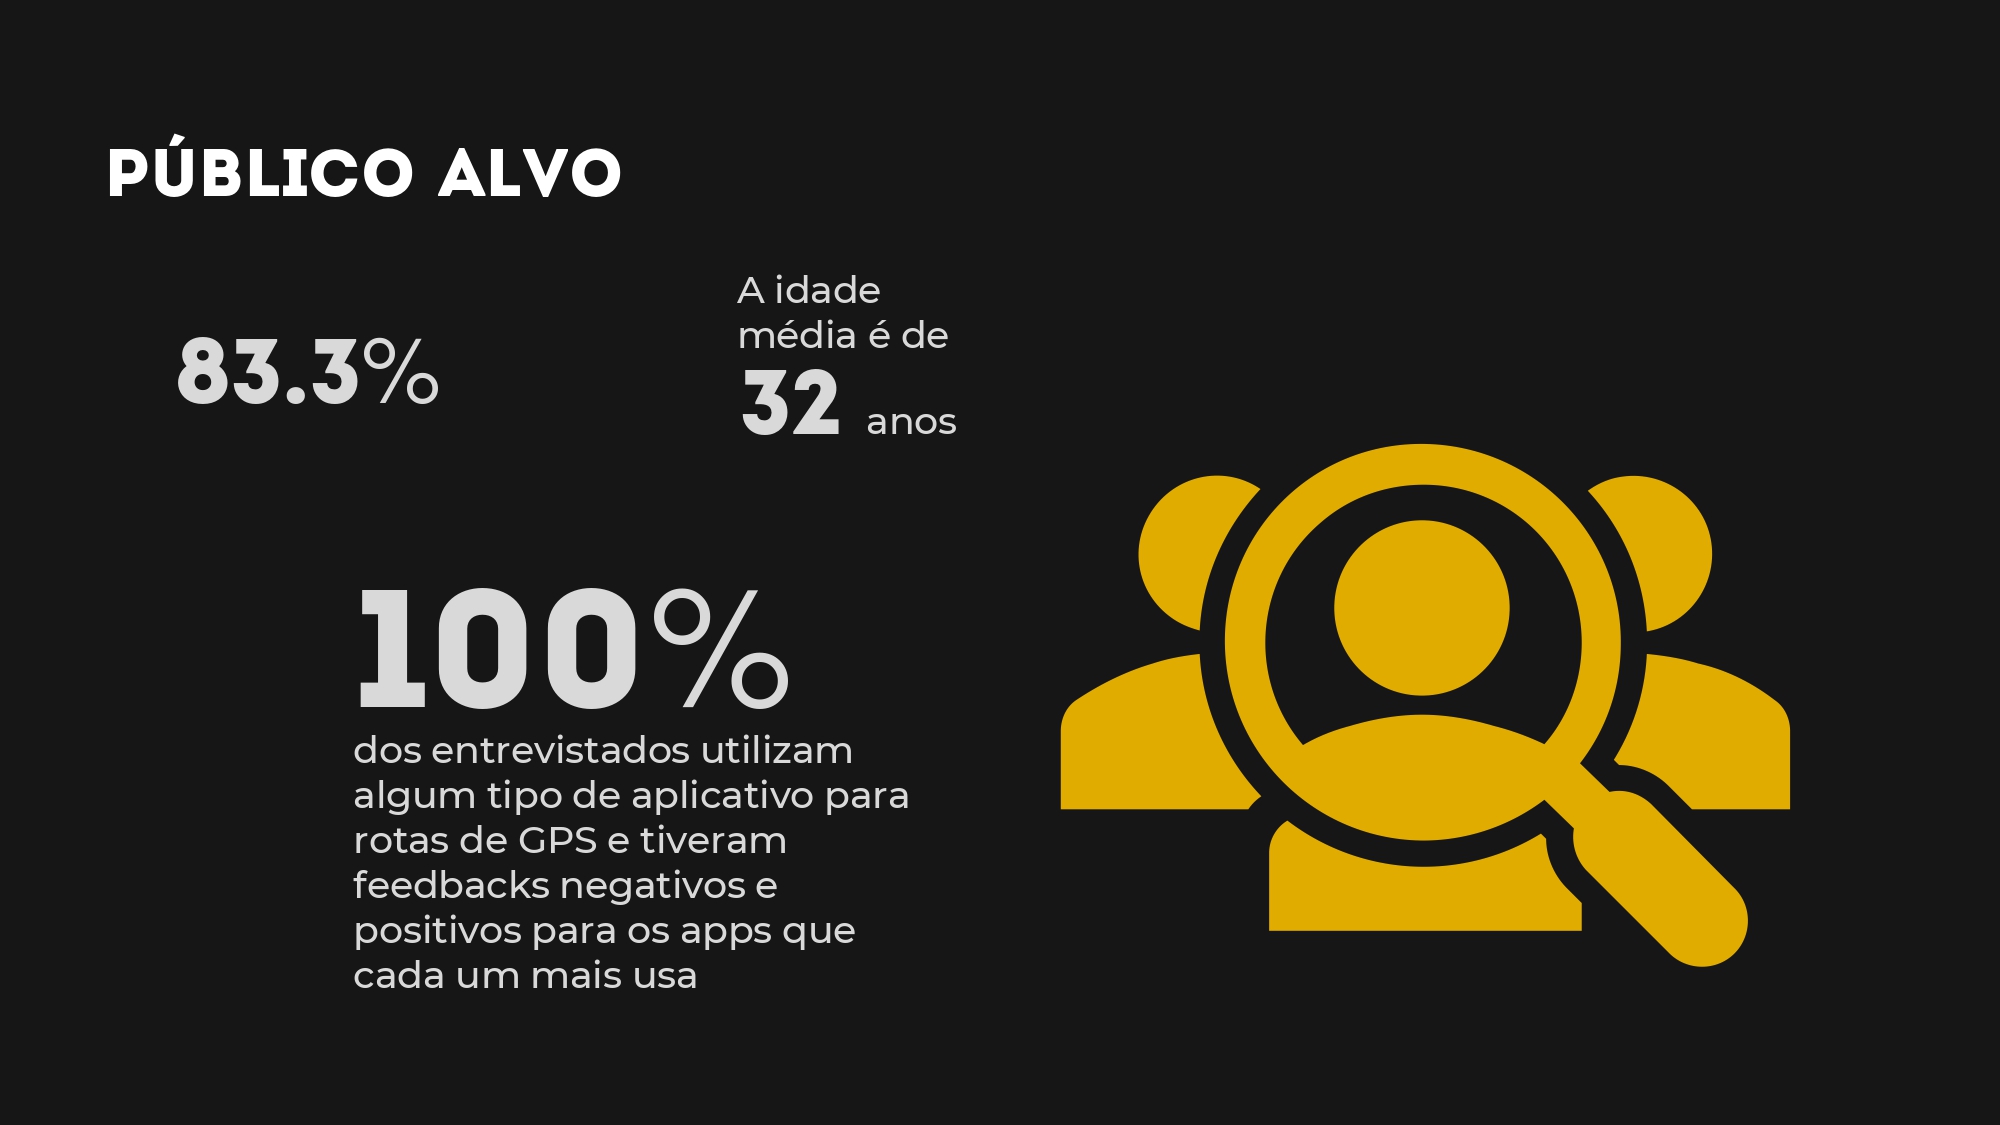 PÚBLICO ALVO
83.3%
A idade
média é de
32 anos
100%
dos entrevistados utilizam
algum tipo de aplicativo para
rotas de GPS e tiveram
feedbacks negativos e
positivos para os apps que
cada um mais usa